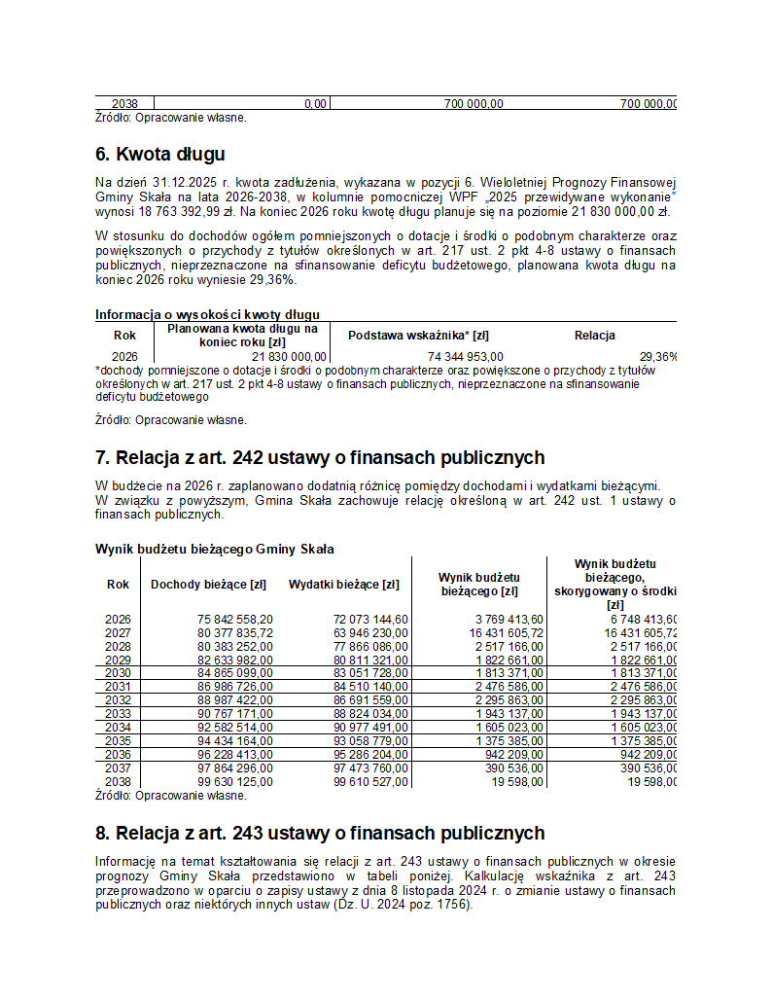 2038 0,00 700 000,00 700 000,00
Źródło: Opracowanie własne.
6. Kwota długu
Na dzień 31.12.2025 r. kwota zadłużenia, wykazana w pozycji 6. Wieloletniej Prognozy Finansowej
Gminy Skała na lata 2026-2038, w kolumnie pomocniczej WPF „2025 przewidywane wykonanie”
wynosi 18 763 392,99 zł. Na koniec 2026 roku kwotę długu planuje się na poziomie 21 830 000,00 zł.
W stosunku do dochodów ogółem pomniejszonych o dotacje i środki o podobnym charakterze oraz
powiększonych o przychody z tytułów określonych w art. 217 ust. 2 pkt 4-8 ustawy o finansach
publicznych, nieprzeznaczone na sfinansowanie deficytu budżetowego, planowana kwota długu na
koniec 2026 roku wyniesie 29,36%.
Informacja o wysokości kwoty długu
Rok Planowana kwota długu na koniec roku [zł] Podstawa wskaźnika* [zł] Relacja
2026 21 830 000,00 74 344 953,00 29,36%
*dochody pomniejszone o dotacje i środki o podobnym charakterze oraz powiększone o przychody z tytułów
określonych w art. 217 ust. 2 pkt 4-8 ustawy o finansach publicznych, nieprzeznaczone na sfinansowanie
deficytu budżetowego
Źródło: Opracowanie własne.
7. Relacja z art. 242 ustawy o finansach publicznych
W budżecie na 2026 r. zaplanowano dodatnią różnicę pomiędzy dochodami i wydatkami bieżącymi.
W związku z powyższym, Gmina Skała zachowuje relację określoną w art. 242 ust. 1 ustawy o
finansach publicznych.
Wynik budżetu bieżącego Gminy Skała
Rok Dochody bieżące [zł] Wydatki bieżące [zł] Wynik budżetu bieżącego [zł] Wynik budżetu bieżącego, skorygowany o środki [zł]
2026 75 842 558,20 72 073 144,60 3 769 413,60 6 748 413,60
2027 80 377 835,72 63 946 230,00 16 431 605,72 16 431 605,72
2028 80 383 252,00 77 866 086,00 2 517 166,00 2 517 166,00
2029 82 633 982,00 80 811 321,00 1 822 661,00 1 822 661,00
2030 84 865 099,00 83 051 728,00 1 813 371,00 1 813 371,00
2031 86 986 726,00 84 510 140,00 2 476 586,00 2 476 586,00
2032 88 987 422,00 86 691 559,00 2 295 863,00 2 295 863,00
2033 90 767 171,00 88 824 034,00 1 943 137,00 1 943 137,00
2034 92 582 514,00 90 977 491,00 1 605 023,00 1 605 023,00
2035 94 434 164,00 93 058 779,00 1 375 385,00 1 375 385,00
2036 96 228 413,00 95 286 204,00 942 209,00 942 209,00
2037 97 864 296,00 97 473 760,00 390 536,00 390 536,00
2038 99 630 125,00 99 610 527,00 19 598,00 19 598,00
Źródło: Opracowanie własne.
8. Relacja z art. 243 ustawy o finansach publicznych
Informację na temat kształtowania się relacji z art. 243 ustawy o finansach publicznych w okresie
prognozy Gminy Skała przedstawiono w tabeli poniżej. Kalkulację wskaźnika z art. 243
przeprowadzono w oparciu o zapisy ustawy z dnia 8 listopada 2024 r. o zmianie ustawy o finansach
publicznych oraz niektórych innych ustaw (Dz. U. 2024 poz. 1756).